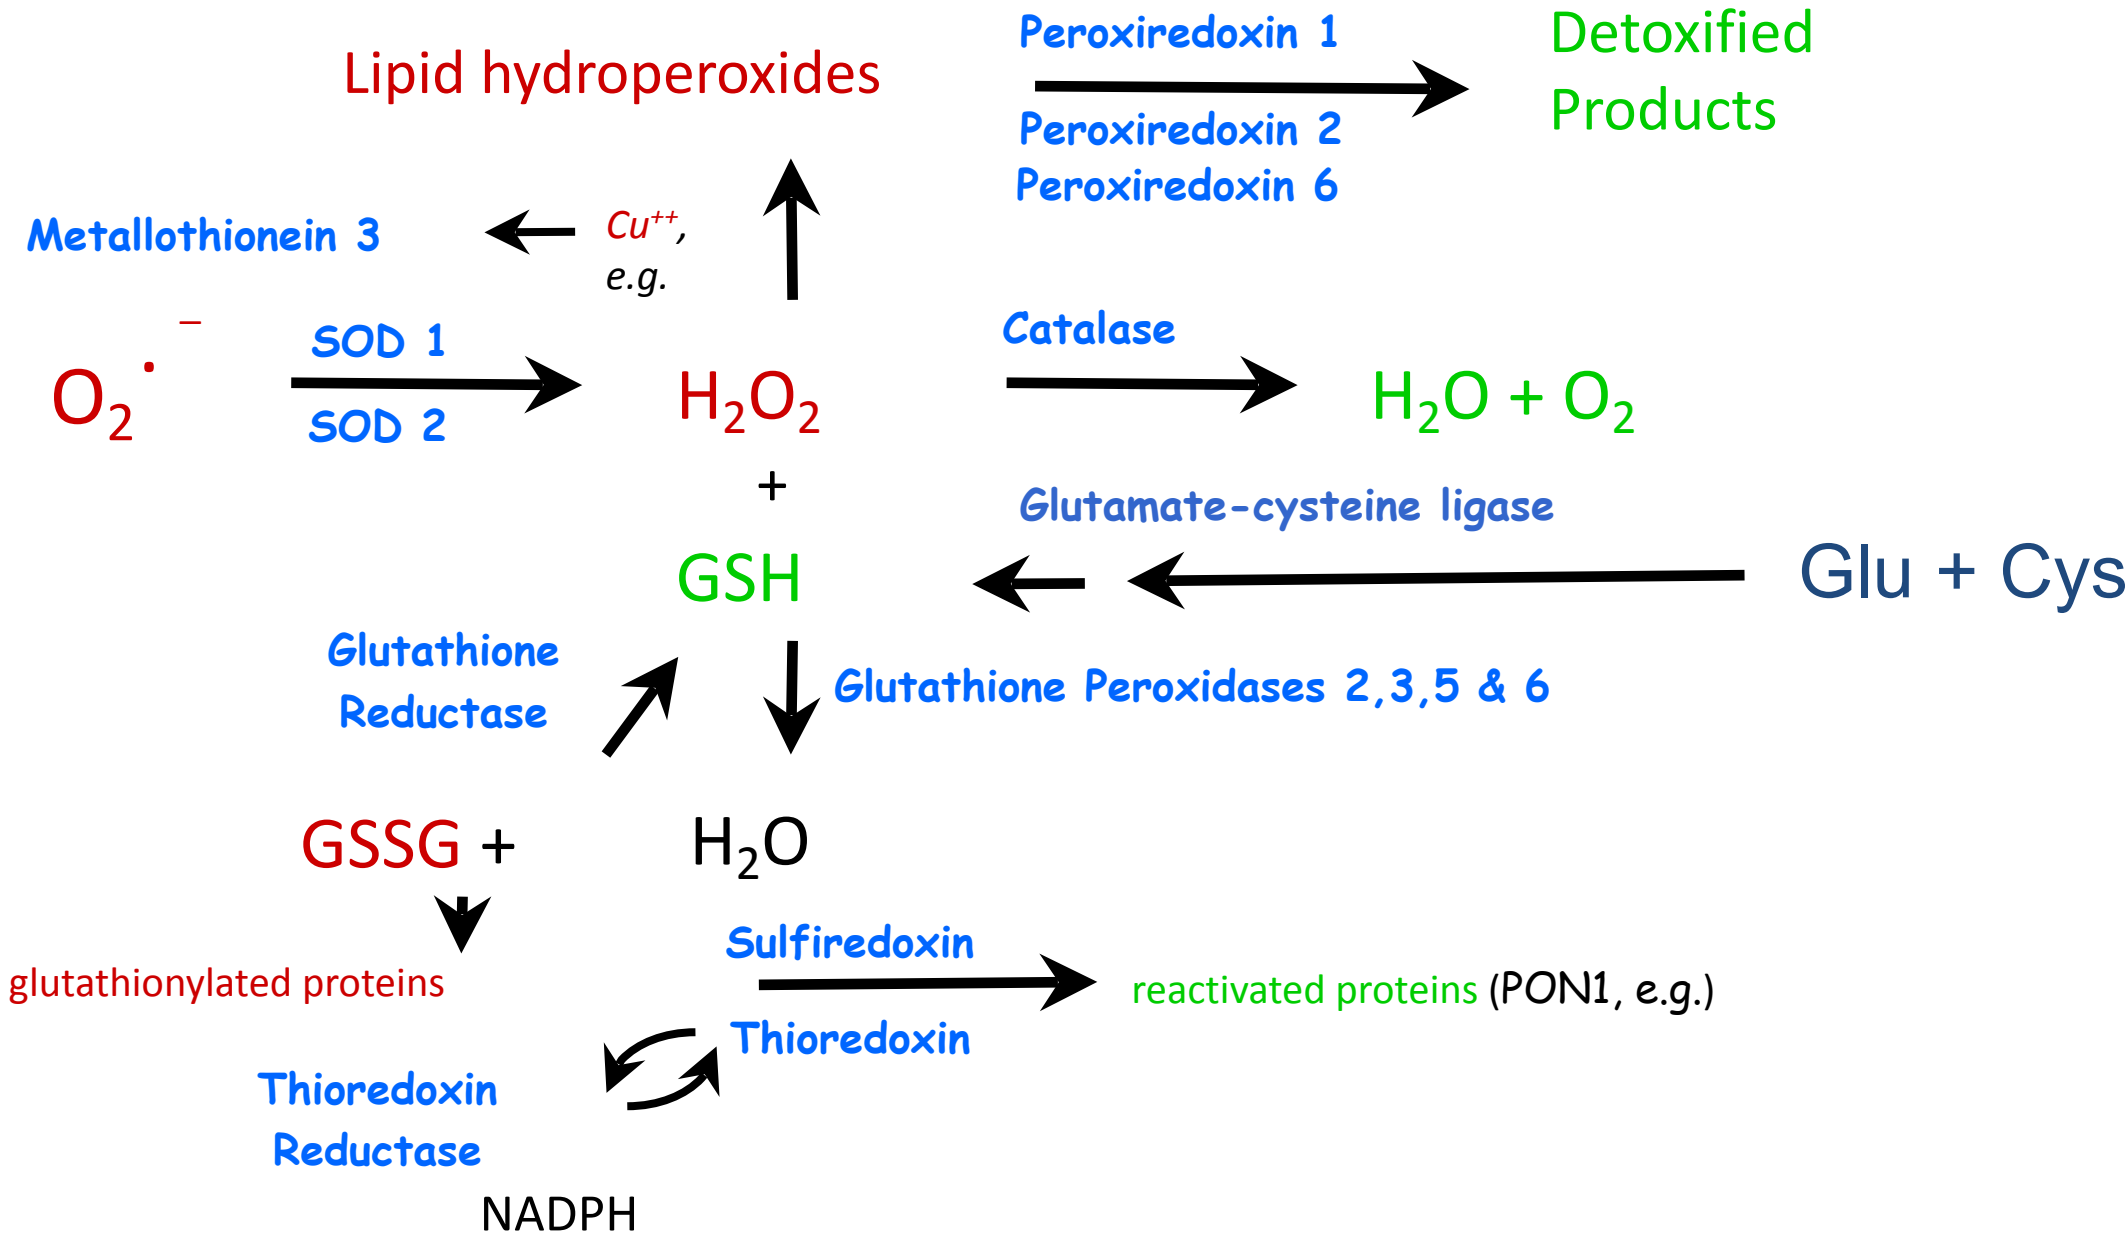 Peroxiredoxin 1
Detoxified
Lipid hydroperoxides
Products
Peroxiredoxin 2
Peroxiredoxin 6
Metallothionein 3
Cu⁺⁺,
e.g.
SOD 1
Catalase
O₂·⁻
H₂O₂
H₂O + O₂
SOD 2
+
Glutamate-cysteine ligase
GSH
Glu + Cys
Glutathione
Reductase
Glutathione Peroxidases 2,3,5 & 6
GSSG +
H₂O
Sulfiredoxin
glutathionylated proteins
reactivated proteins (PON1, e.g.)
Thioredoxin
Thioredoxin
Reductase
NADPH